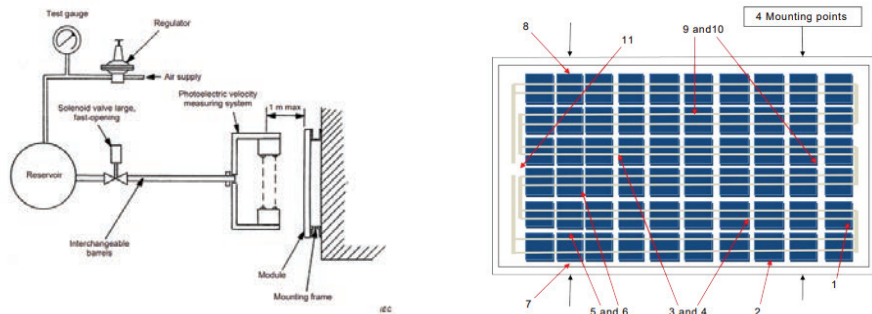 Test gauge
Regulator
Air supply
Solenoid valve large,
fast-opening
Photoelectric velocity
measuring system
1 m max
Reservoir
Interchangeable
barrels
Module
Mounting frame
IEC
4 Mounting points
8
11
9 and10
7
5 and 6
3 and 4
2
1